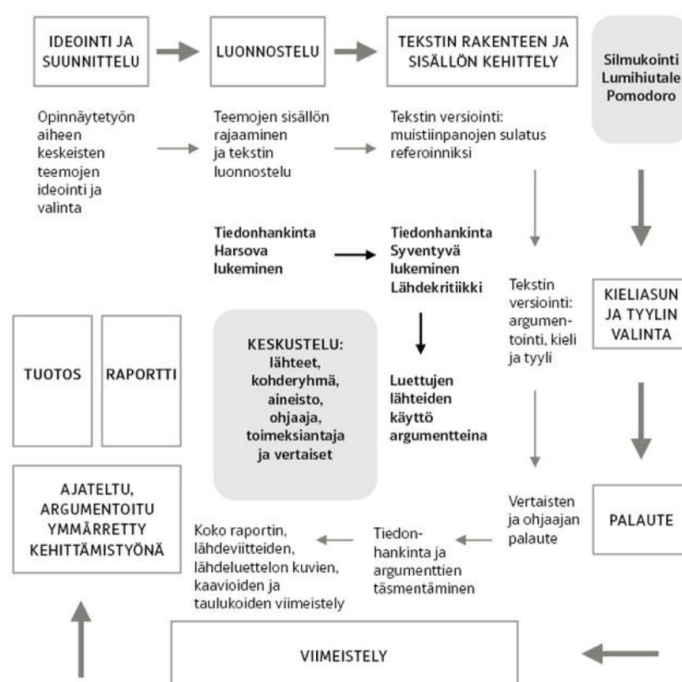 IDEOINTI JA
SUUNNITTELU
LUONNOSTELU
TEKSTIN RAKENTEEN JA
SISÄLLÖN KEHITTELY
Silmukointi
Lumihiutale
Pomodoro
Opinnäytetyön
aiheen
keskeisten
teemojen
ideointi ja
valinta
Teemojen sisällön
rajaaminen
ja tekstin
luonnostelu
Tekstin versiointi:
muistiinpanojen sulatus
referoinniksi
Tiedonhankinta
Harsova
lukeminen
Tiedonhankinta
Syventyvä
lukeminen
Lähdekritiikki
Tekstin
versiointi:
argumen-
tointi, kieli
ja tyyli
KIELIASUN
JA TYYLIN
VALINTA
TUOTOS
RAPORTTI
KESKUSTELU:
lähteet,
kohderyhmä,
aineisto,
ohjaaja,
toimeksiantaja
ja vertaiset
Luettujen
lähteiden
käyttö
argumentteina
AJATELTU,
ARGUMENTOITU
YMMÄRRETTY
KEHITTÄMISTYÖNÄ
Koko raportin,
lähdeviitteiden,
lähdeluettelon kuvien,
kaavioiden ja
taulukoiden viimeistely
Tiedon-
hankinta ja
argumenttien
täsmentäminen
Vertaisten
ja ohjaajan
palaute
PALAUTE
VIIMEISTELY